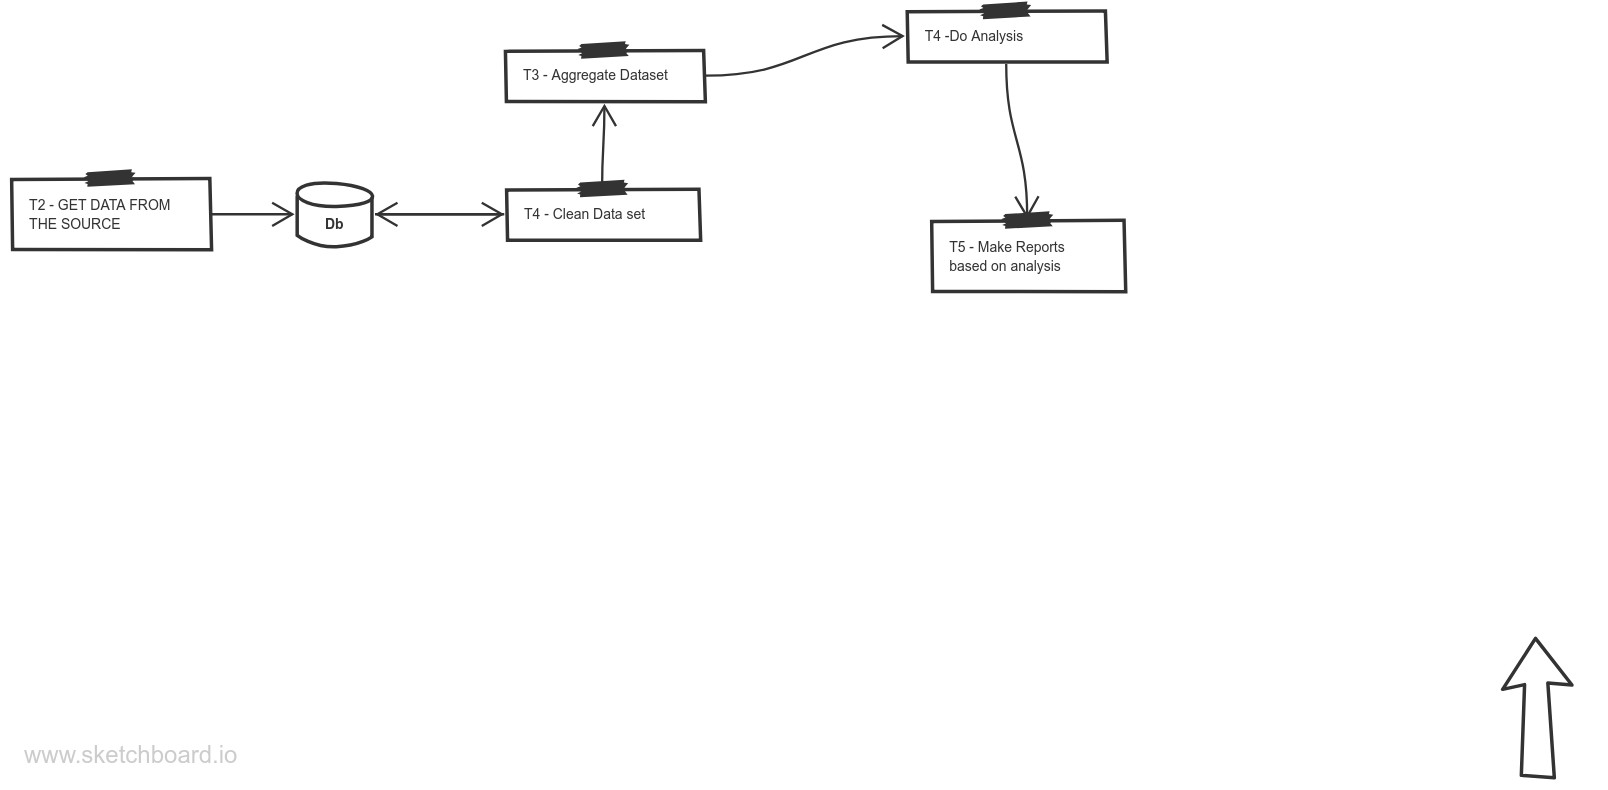 T4 -Do Analysis
T3 - Aggregate Dataset
T2 - GET DATA FROM
THE SOURCE
Db
T4 - Clean Data set
T5 - Make Reports
based on analysis
www.sketchboard.io